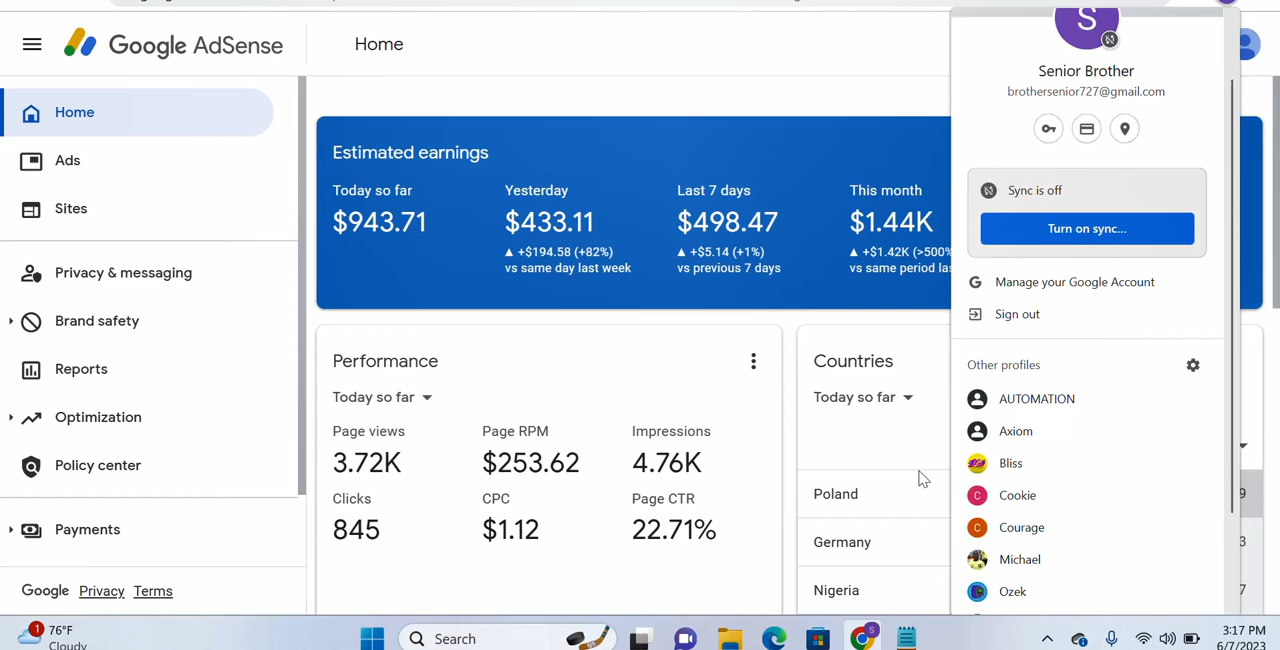 Google AdSense
Home
Home
Ads
Sites
Privacy & messaging
Brand safety
Reports
Optimization
Policy center
Payments
Google Privacy Terms
Estimated earnings
Today so far
$943.71
Yesterday
$433.11
▲ +$194.58 (+82%)
vs same day last week
Last 7 days
$498.47
▲ +$5.14 (+1%)
vs previous 7 days
This month
$1.44K
▲ +$1.42K (>500%
vs same period las
Performance
Today so far
Page views
3.72K
Page RPM
$253.62
Impressions
4.76K
Clicks
845
CPC
$1.12
Page CTR
22.71%
Countries
Today so far
Poland
Germany
Nigeria
9
3
7
S
Senior Brother
brothersenior727@gmail.com
Sync is off
Turn on sync...
G Manage your Google Account
Sign out
Other profiles
AUTOMATION
Axiom
Bliss
C Cookie
C Courage
Michael
Ozek
1
76°F
Cloudy
Search
S
3:17 PM
6/7/2023